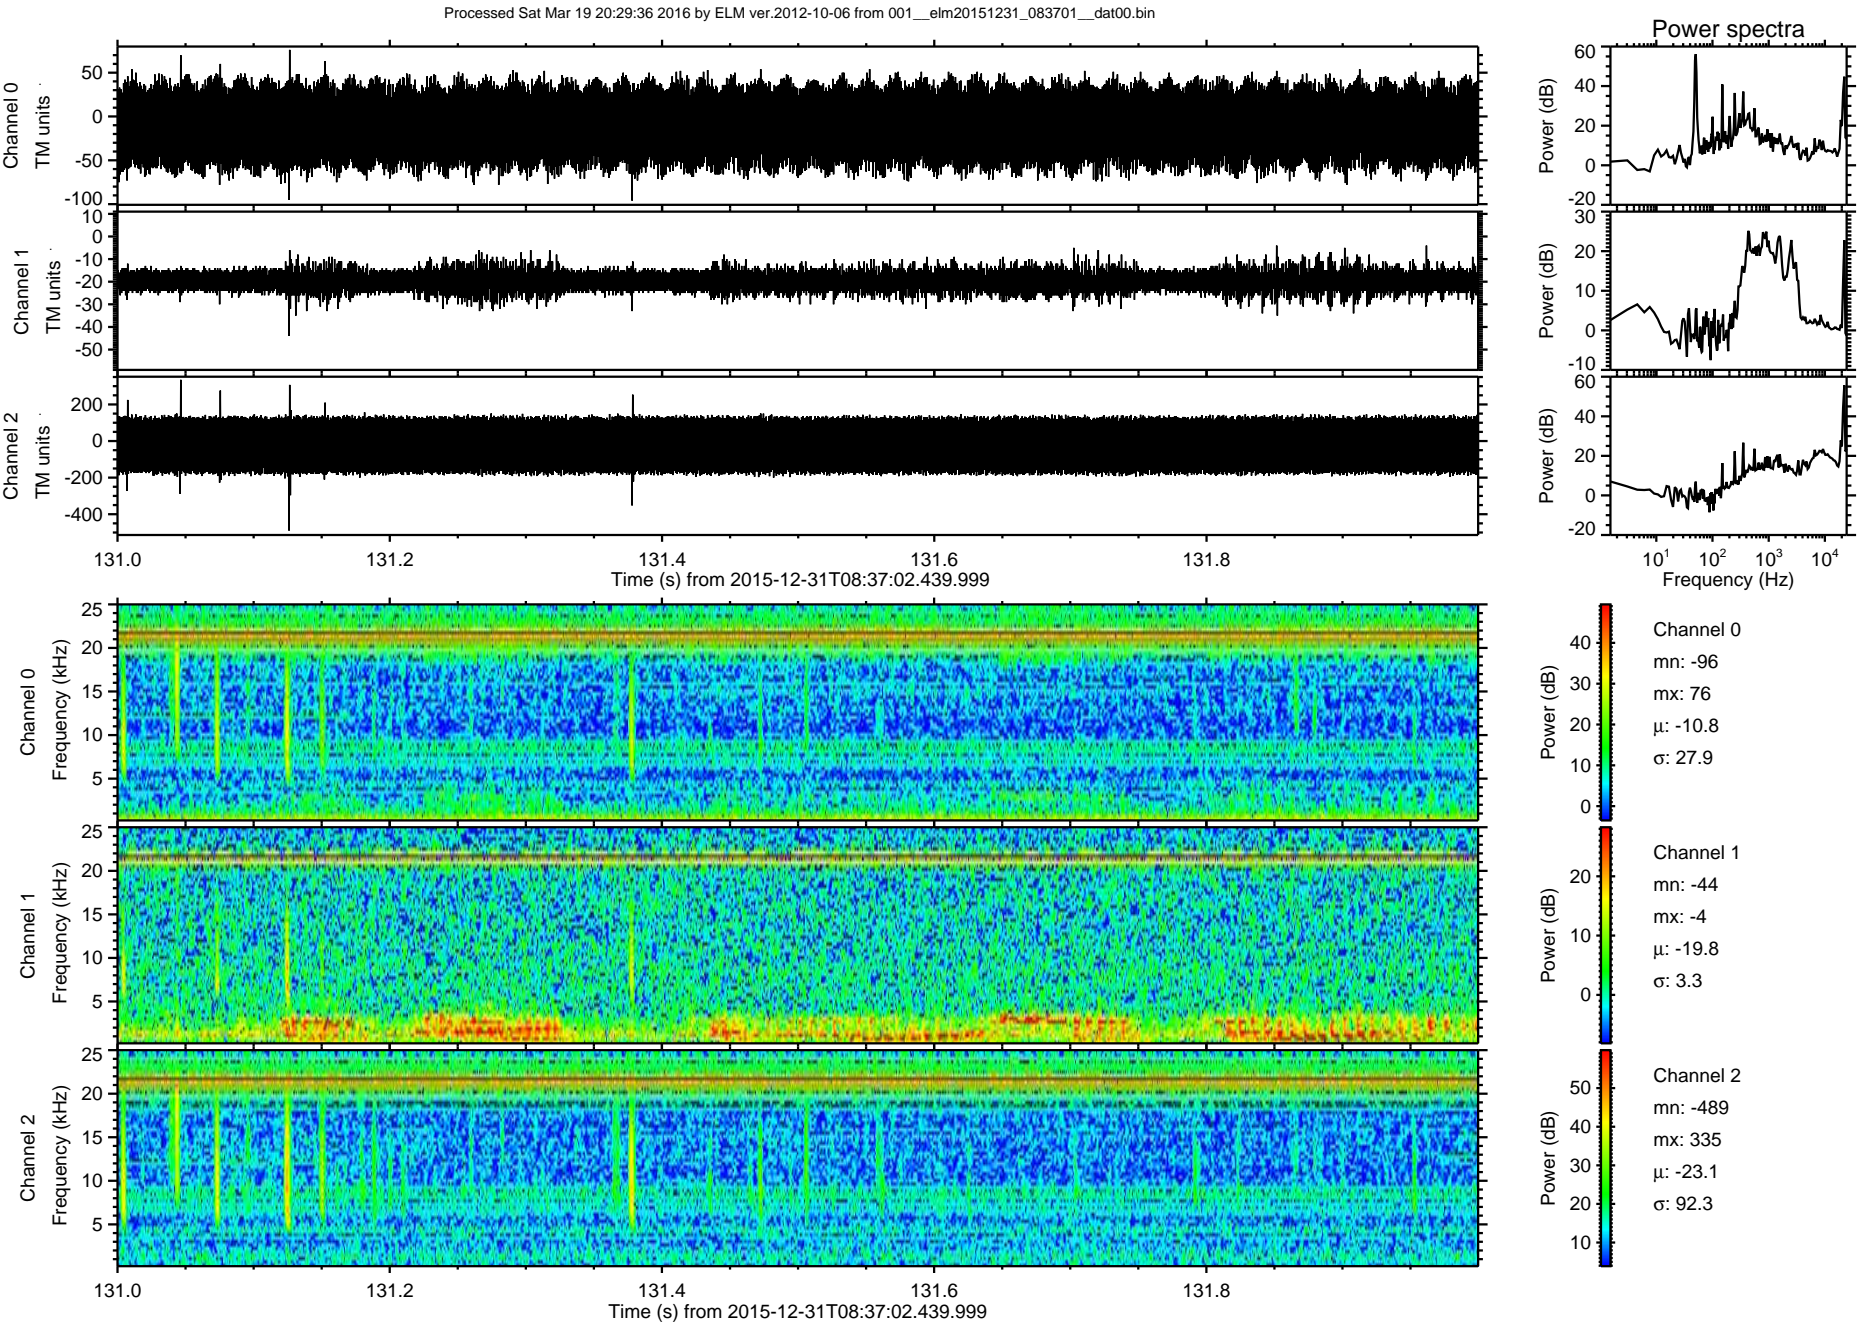 Processed Sat Mar 19 20:29:36 2016 by ELM ver.2012-10-06 from 001__elm20151231_083701__dat00.bin
Power spectra
Channel 0
TM units
50
0
-50
-100
Power (dB)
60
40
20
0
-20
Channel 1
TM units
10
0
-10
-20
-30
-40
-50
Power (dB)
30
20
10
0
-10
Channel 2
TM units
200
0
-200
-400
Power (dB)
60
40
20
0
-20
131.0 131.2 131.4 131.6 131.8
Time (s) from 2015-12-31T08:37:02.439.999
10^1 10^2 10^3 10^4
Frequency (Hz)
Channel 0
Frequency (kHz)
25
20
15
10
5
Power (dB)
40
30
20
10
0
Channel 0
mn: -96
mx: 76
μ: -10.8
σ: 27.9
Channel 1
Frequency (kHz)
25
20
15
10
5
Power (dB)
20
10
0
Channel 1
mn: -44
mx: -4
μ: -19.8
σ: 3.3
Channel 2
Frequency (kHz)
25
20
15
10
5
Power (dB)
50
40
30
20
10
Channel 2
mn: -489
mx: 335
μ: -23.1
σ: 92.3
131.0 131.2 131.4 131.6 131.8
Time (s) from 2015-12-31T08:37:02.439.999